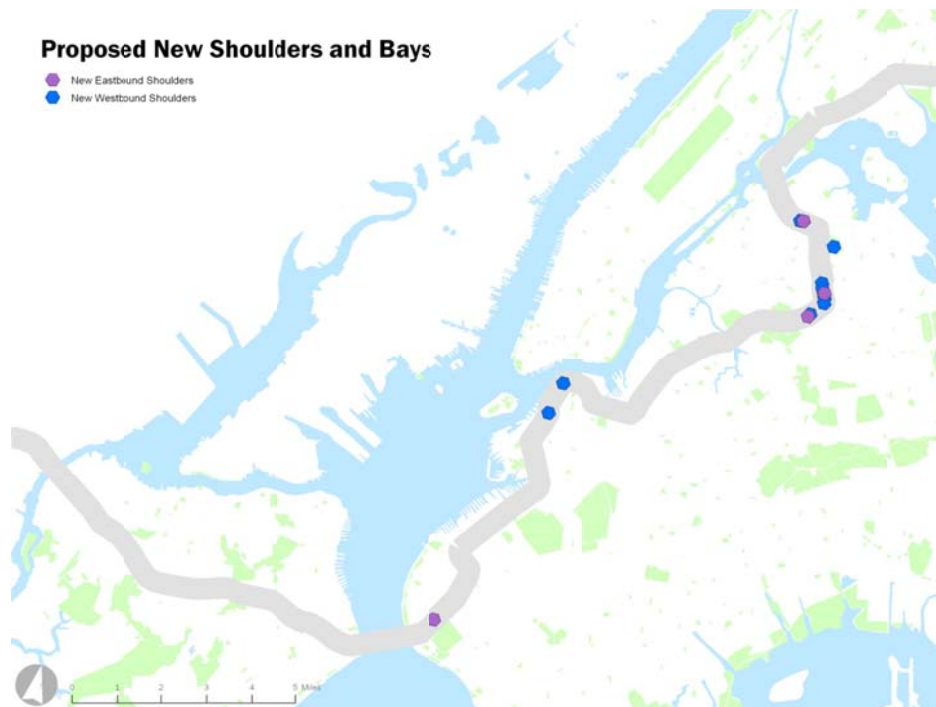 Proposed New Shoulders and Bays
New Eastbound Shoulders
New Westbound Shoulders
0 1 2 3 4 5 Miles